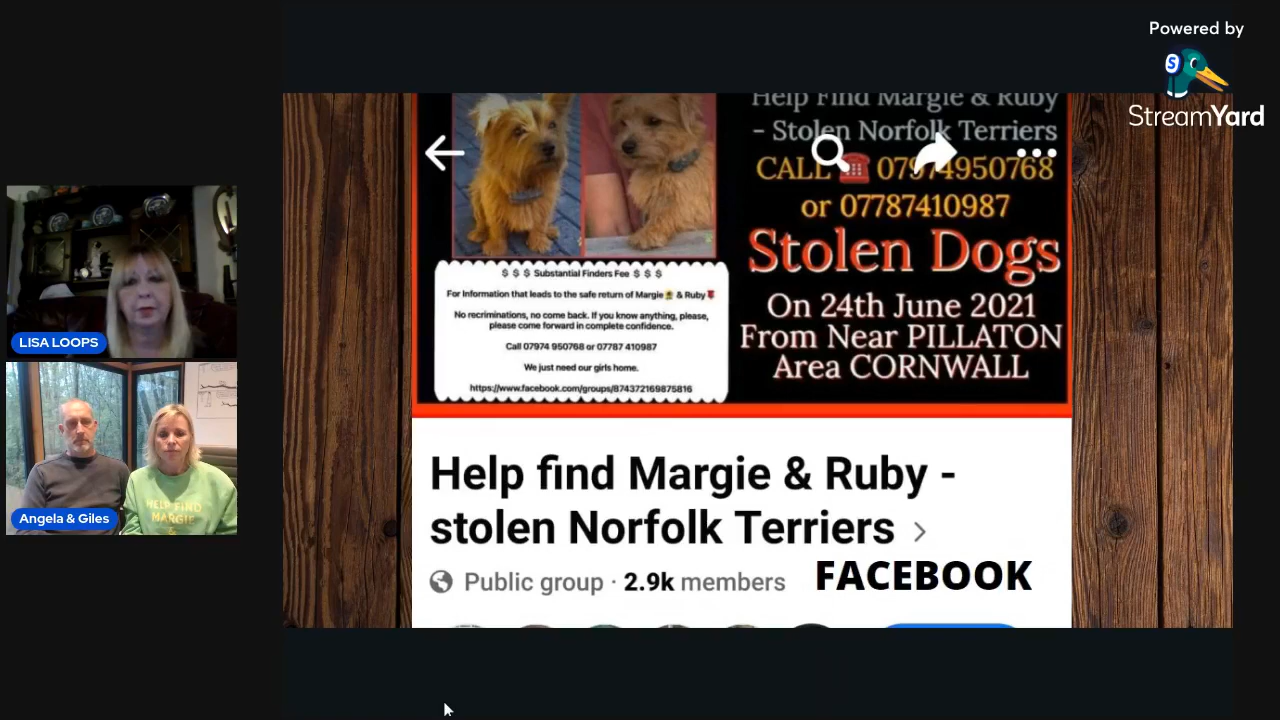 Powered by
StreamYard
LISA LOOPS
HELP FIND
MARGIE
&
Angela & Giles
Help Find Margie & Ruby
- Stolen Norfolk Terriers
CALL ☎ 07974950768
or 07787410987
Stolen Dogs
On 24th June 2021
From Near PILLATON
Area CORNWALL
$ $ $ Substantial Finders Fee $ $ $
For Information that leads to the safe return of Margie🌻 & Ruby🌹
No recriminations, no come back. If you know anything, please,
please come forward in complete confidence.
Call 07974 950768 or 07787 410987
We just need our girls home.
https://www.facebook.com/groups/874372169875816
Help find Margie & Ruby -
stolen Norfolk Terriers >
Public group · 2.9k members
FACEBOOK